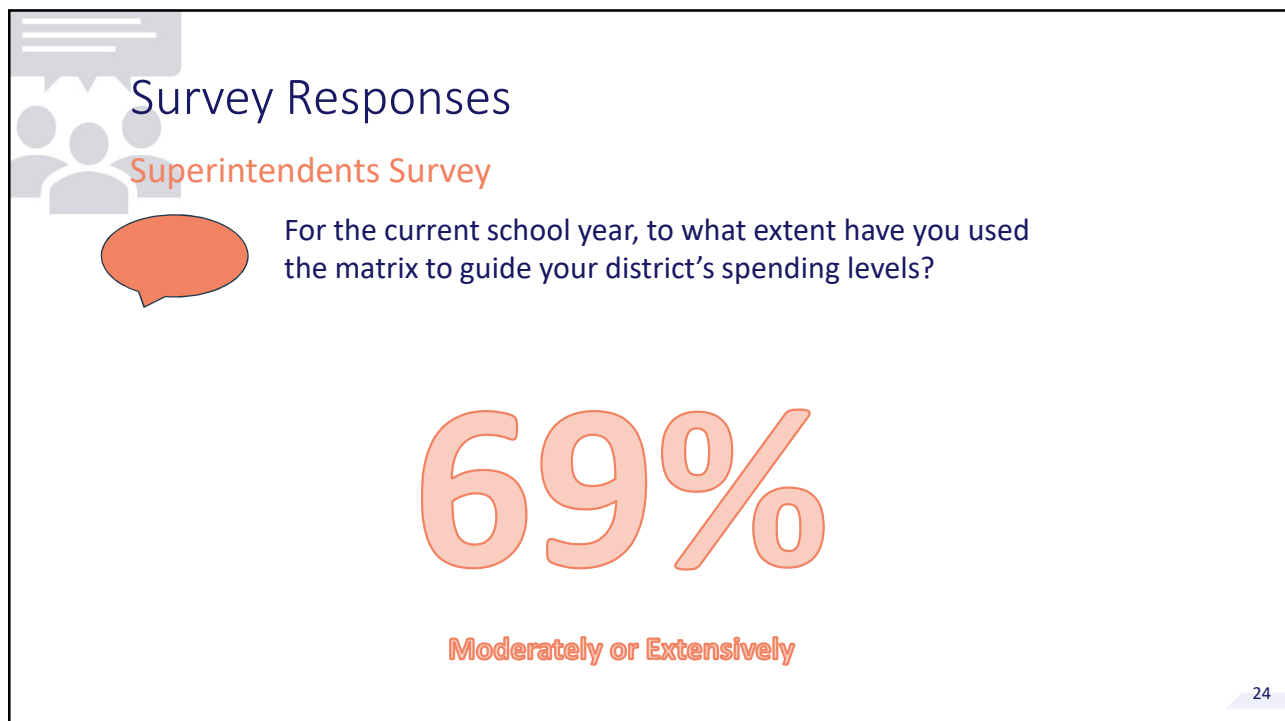 Survey Responses
Superintendents Survey
For the current school year, to what extent have you used
the matrix to guide your district’s spending levels?
69%
Moderately or Extensively
24